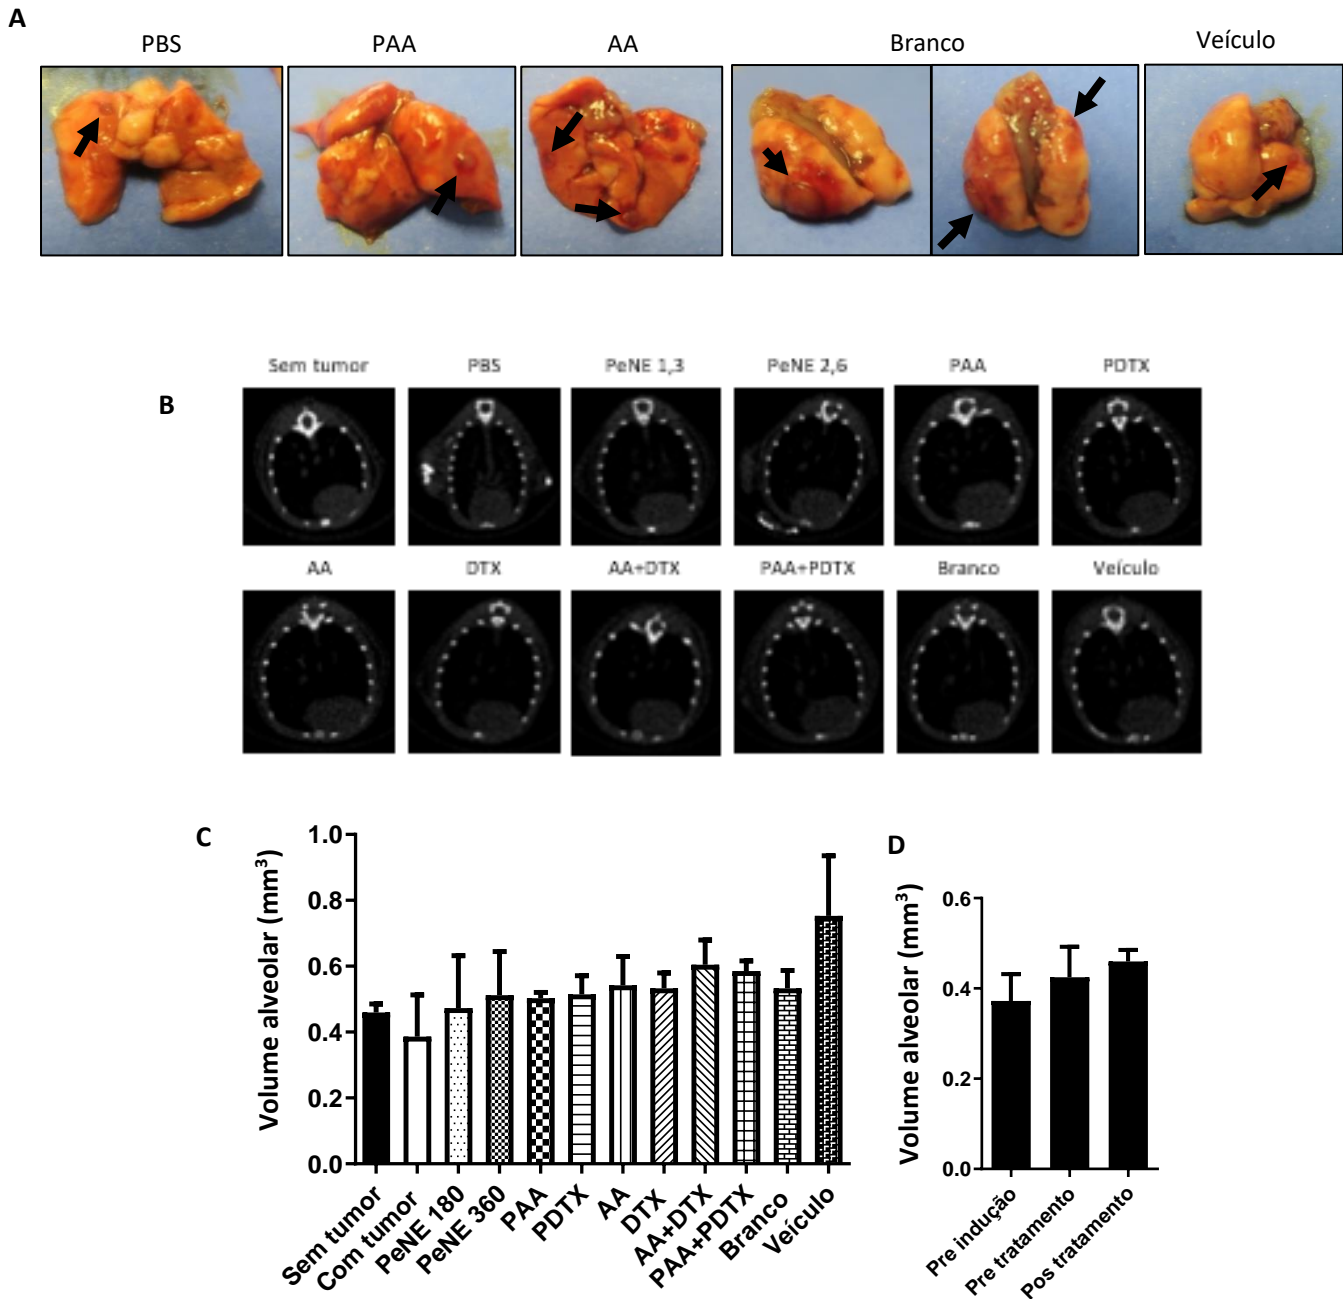 A
PBS PAA AA Branco Veículo
B
Sem tumor PBS PeNE 1,3 PeNE 2,6 PAA PDTX
AA DTX AA+DTX PAA+PDTX Branco Veículo
C
Volume alveolar (mm³)
1.0
0.8
0.6
0.4
0.2
0.0
Sem tumor
Com tumor
PeNE 180
PeNE 360
PAA
PDTX
AA
DTX
AA+DTX
PAA+PDTX
Branco
Veículo
D
Volume alveolar (mm³)
0.6
0.4
0.2
0.0
Pre indução
Pre tratamento
Pos tratamento